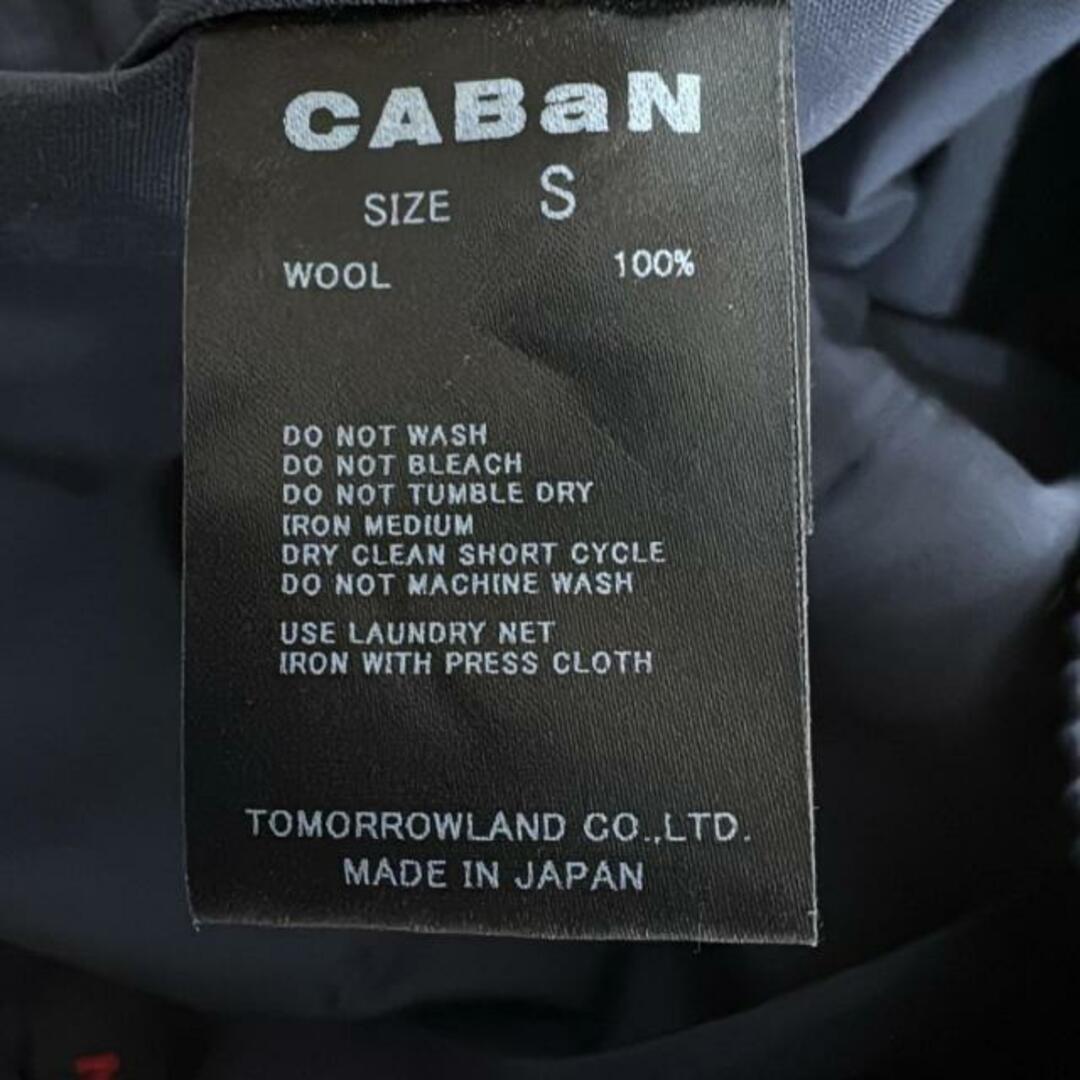 CABaN
SIZE S
WOOL 100%
DO NOT WASH
DO NOT BLEACH
DO NOT TUMBLE DRY
IRON MEDIUM
DRY CLEAN SHORT CYCLE
DO NOT MACHINE WASH
USE LAUNDRY NET
IRON WITH PRESS CLOTH
TOMORROWLAND CO.,LTD.
MADE IN JAPAN